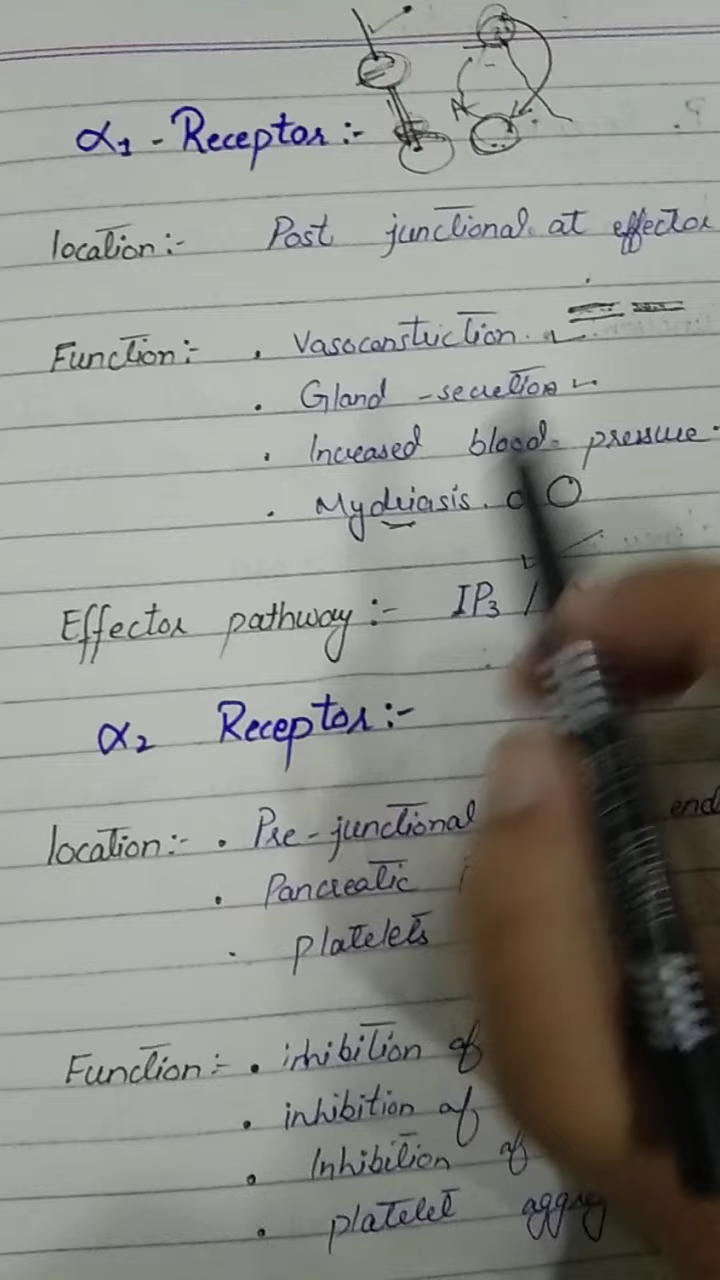 α1 - Receptor :-
location :- Post junctional at effector
Function :- • Vasoconstriction.
• Gland - secretion
• Increased blood pressure.
• Mydriasis.
Effector pathway :- IP3 /
α2 Receptor :-
location :- • Pre-junctional end
• Pancreatic
• platelets
Function :- • inhibition of
• inhibition of
• Inhibition of
• platelet